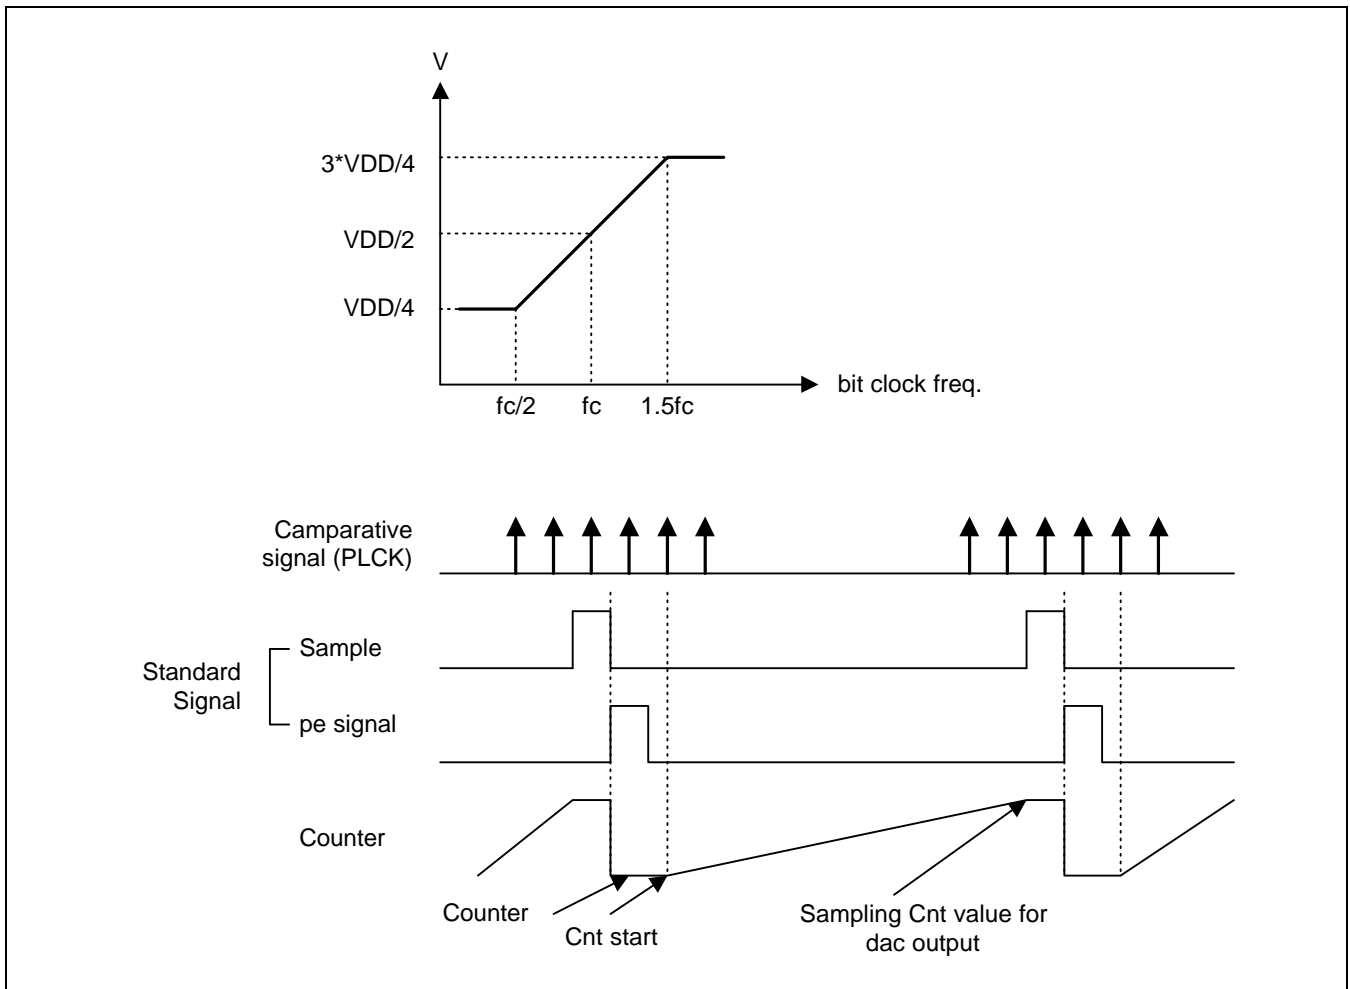 V
3*VDD/4
VDD/2
VDD/4
bit clock freq.
fc/2 fc 1.5fc
Camparative
signal (PLCK)
Sample
Standard
Signal
pe signal
Counter
Counter
Cnt start
Sampling Cnt value for
dac output